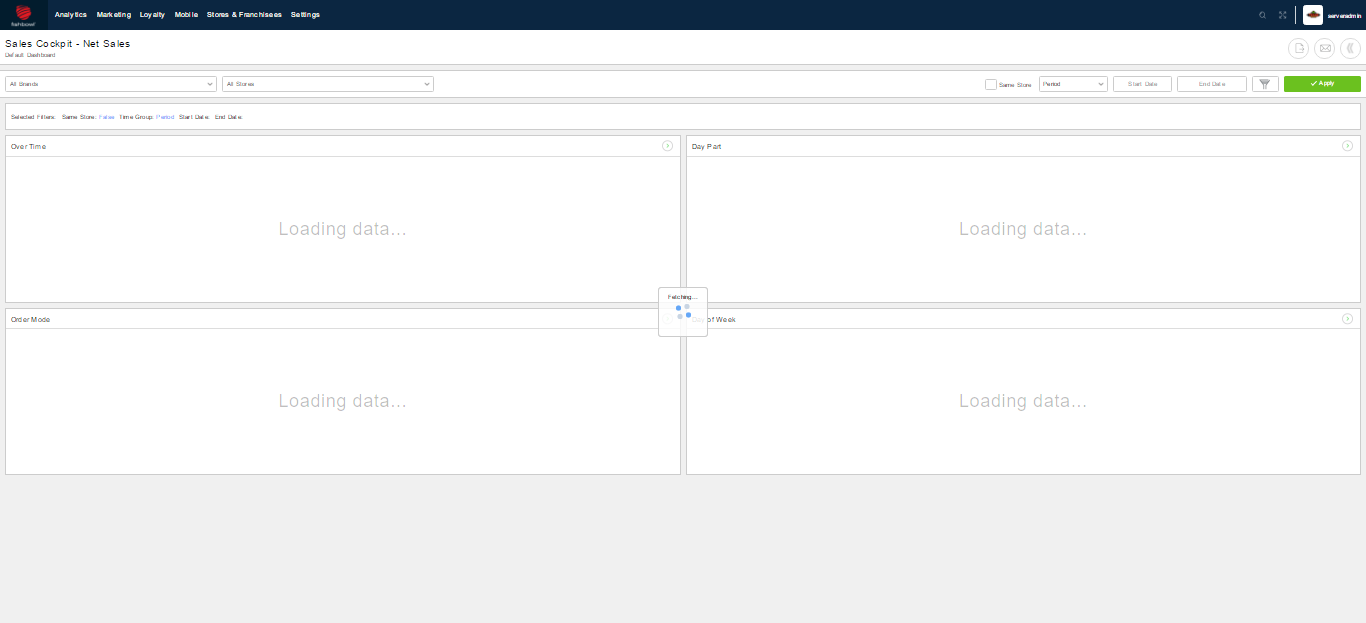 fishbowl
Analytics Marketing Loyalty Mobile Stores & Franchisees Settings serveradmin
Sales Cockpit - Net Sales
Default Dashboard
All Brands All Stores Same Store Period Start Date End Date Apply
Selected Filters: Same Store: False Time Group: Period Start Date: End Date:
Over Time Day Part
Loading data... Loading data...
Fetching...
Order Mode Day of Week
Loading data... Loading data...